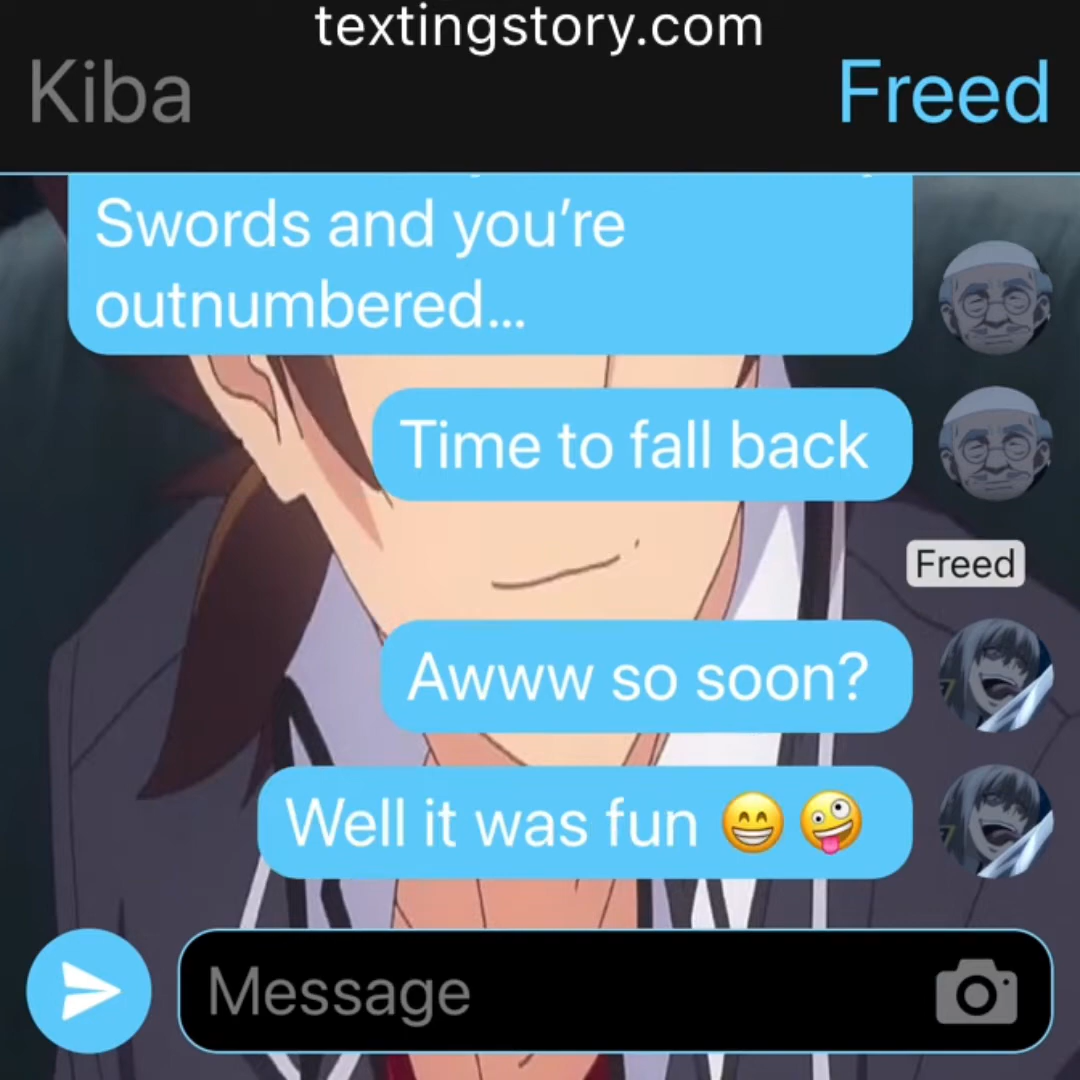 textingstory.com
Kiba
Freed
Swords and you’re
outnumbered...
Time to fall back
Freed
Awww so soon?
Well it was fun 😁 🤪
Message